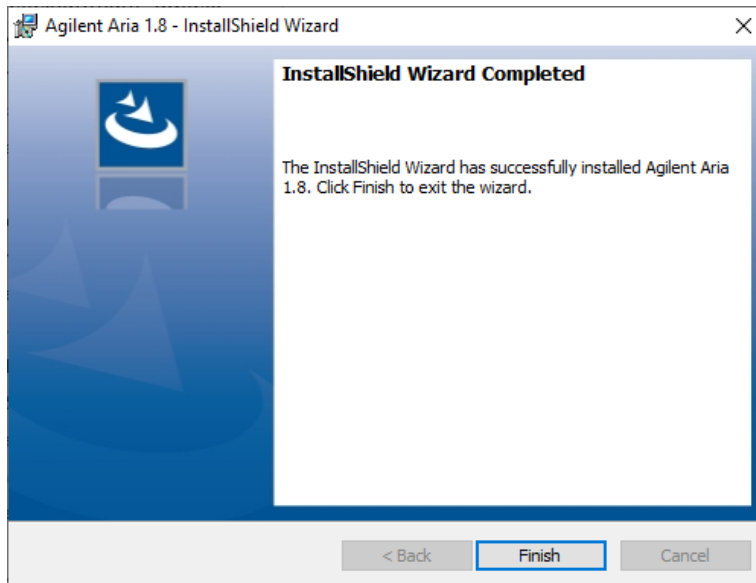 Agilent Aria 1.8 - InstallShield Wizard
InstallShield Wizard Completed
The InstallShield Wizard has successfully installed Agilent Aria
1.8. Click Finish to exit the wizard.
< Back
Finish
Cancel